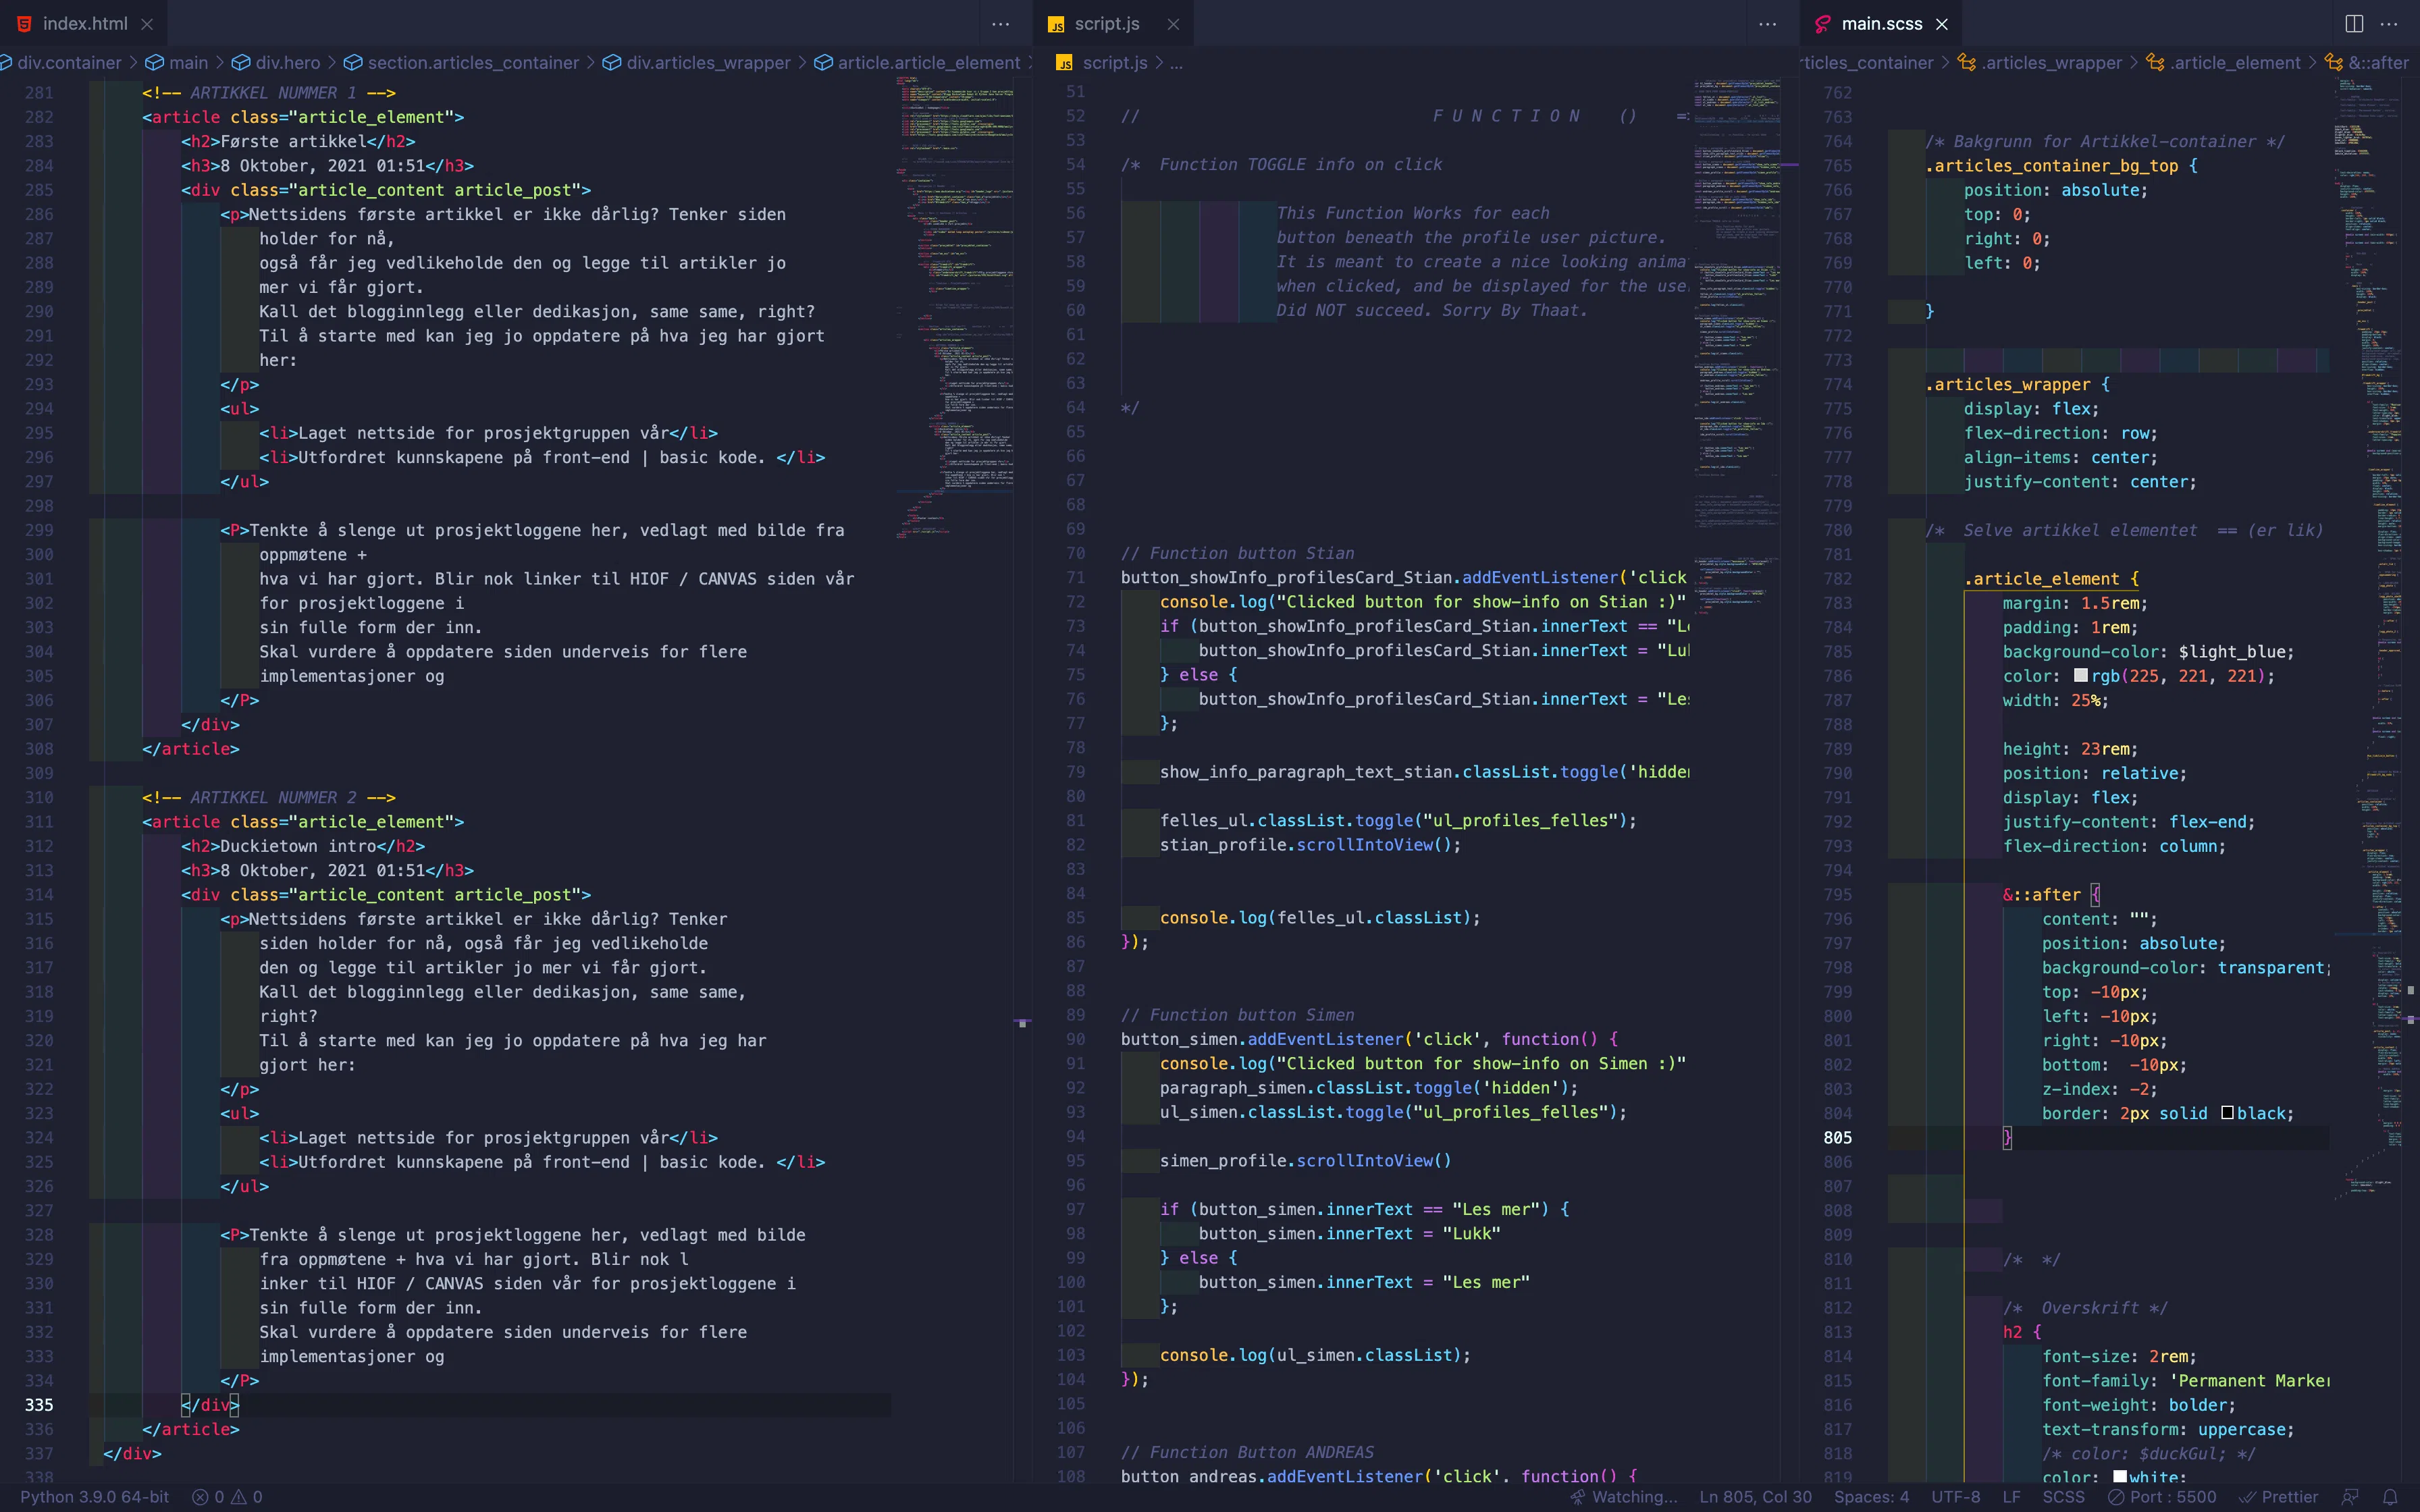 index.html
div.container > main > div.hero > section.articles_container > div.articles_wrapper > article.article_element
281 <!-- ARTIKKEL NUMMER 1 -->
282 <article class="article_element">
283 <h2>Første artikkel</h2>
284 <h3>8 Oktober, 2021 01:51</h3>
285 <div class="article_content article_post">
286 <p>Nettsidens første artikkel er ikke dårlig? Tenker siden
287 holder for nå,
288 også får jeg vedlikeholde den og legge til artikler jo
289 mer vi får gjort.
290 Kall det blogginnlegg eller dedikasjon, same same, right?
291 Til å starte med kan jeg jo oppdatere på hva jeg har gjort
292 her:
293 </p>
294 <ul>
295 <li>Laget nettside for prosjektgruppen vår</li>
296 <li>Utfordret kunnskapene på front-end | basic kode. </li>
297 </ul>
298
299 <P>Tenkte å slenge ut prosjektloggene her, vedlagt med bilde fra
300 oppmøtene +
301 hva vi har gjort. Blir nok linker til HIOF / CANVAS siden vår
302 for prosjektloggene i
303 sin fulle form der inn.
304 Skal vurdere å oppdatere siden underveis for flere
305 implementasjoner og
306 </P>
307 </div>
308 </article>
309
310 <!-- ARTIKKEL NUMMER 2 -->
311 <article class="article_element">
312 <h2>Duckietown intro</h2>
313 <h3>8 Oktober, 2021 01:51</h3>
314 <div class="article_content article_post">
315 <p>Nettsidens første artikkel er ikke dårlig? Tenker
316 siden holder for nå, også får jeg vedlikeholde
317 den og legge til artikler jo mer vi får gjort.
318 Kall det blogginnlegg eller dedikasjon, same same,
319 right?
320 Til å starte med kan jeg jo oppdatere på hva jeg har
321 gjort her:
322 </p>
323 <ul>
324 <li>Laget nettside for prosjektgruppen vår</li>
325 <li>Utfordret kunnskapene på front-end | basic kode. </li>
326 </ul>
327
328 <P>Tenkte å slenge ut prosjektloggene her, vedlagt med bilde
329 fra oppmøtene + hva vi har gjort. Blir nok l
330 inker til HIOF / CANVAS siden vår for prosjektloggene i
331 sin fulle form der inn.
332 Skal vurdere å oppdatere siden underveis for flere
333 implementasjoner og
334 </P>
335 </div>
336 </article>
337 </div>
338
script.js
script.js > ...
51
52 // F U N C T I O N () =
53
54 /* Function TOGGLE info on click
55
56 This Function Works for each
57 button beneath the profile user picture.
58 It is meant to create a nice looking anima
59 when clicked, and be displayed for the use
60 Did NOT succeed. Sorry By Thaat.
61
62
63
64 */
65
66
67
68
69
70 // Function button Stian
71 button_showInfo_profilesCard_Stian.addEventListener('click
72 console.log("Clicked button for show-info on Stian :)"
73 if (button_showInfo_profilesCard_Stian.innerText == "Le
74 button_showInfo_profilesCard_Stian.innerText = "Luk
75 } else {
76 button_showInfo_profilesCard_Stian.innerText = "Les
77 };
78
79 show_info_paragraph_text_stian.classList.toggle('hidden
80
81 felles_ul.classList.toggle("ul_profiles_felles");
82 stian_profile.scrollIntoView();
83
84
85 console.log(felles_ul.classList);
86 });
87
88
89 // Function button Simen
90 button_simen.addEventListener('click', function() {
91 console.log("Clicked button for show-info on Simen :)"
92 paragraph_simen.classList.toggle('hidden');
93 ul_simen.classList.toggle("ul_profiles_felles");
94
95 simen_profile.scrollIntoView()
96
97 if (button_simen.innerText == "Les mer") {
98 button_simen.innerText = "Lukk"
99 } else {
100 button_simen.innerText = "Les mer"
101 };
102
103 console.log(ul_simen.classList);
104 });
105
106
107 // Function Button ANDREAS
108 button_andreas.addEventListener('click', function() {
main.scss
rticles_container > .articles_wrapper > .article_element > &::after
762
763
764 /* Bakgrunn for Artikkel-container */
765 .articles_container_bg_top {
766 position: absolute;
767 top: 0;
768 right: 0;
769 left: 0;
770
771 }
772
773
774 .articles_wrapper {
775 display: flex;
776 flex-direction: row;
777 align-items: center;
778 justify-content: center;
779
780 /* Selve artikkel elementet == (er lik)
781
782 .article_element {
783 margin: 1.5rem;
784 padding: 1rem;
785 background-color: $light_blue;
786 color: rgb(225, 221, 221);
787 width: 25%;
788
789 height: 23rem;
790 position: relative;
791 display: flex;
792 justify-content: flex-end;
793 flex-direction: column;
794
795 &::after {
796 content: "";
797 position: absolute;
798 background-color: transparent;
799 top: -10px;
800 left: -10px;
801 right: -10px;
802 bottom: -10px;
803 z-index: -2;
804 border: 2px solid black;
805 }
806
807
808
809
810 /* */
811
812 /* Overskrift */
813 h2 {
814 font-size: 2rem;
815 font-family: 'Permanent Marker
816 font-weight: bolder;
817 text-transform: uppercase;
818 /* color: $duckGul; */
819 color: white;
Python 3.9.0 64-bit 0 0 Watching... Ln 805, Col 30 Spaces: 4 UTF-8 LF SCSS Port : 5500 Prettier